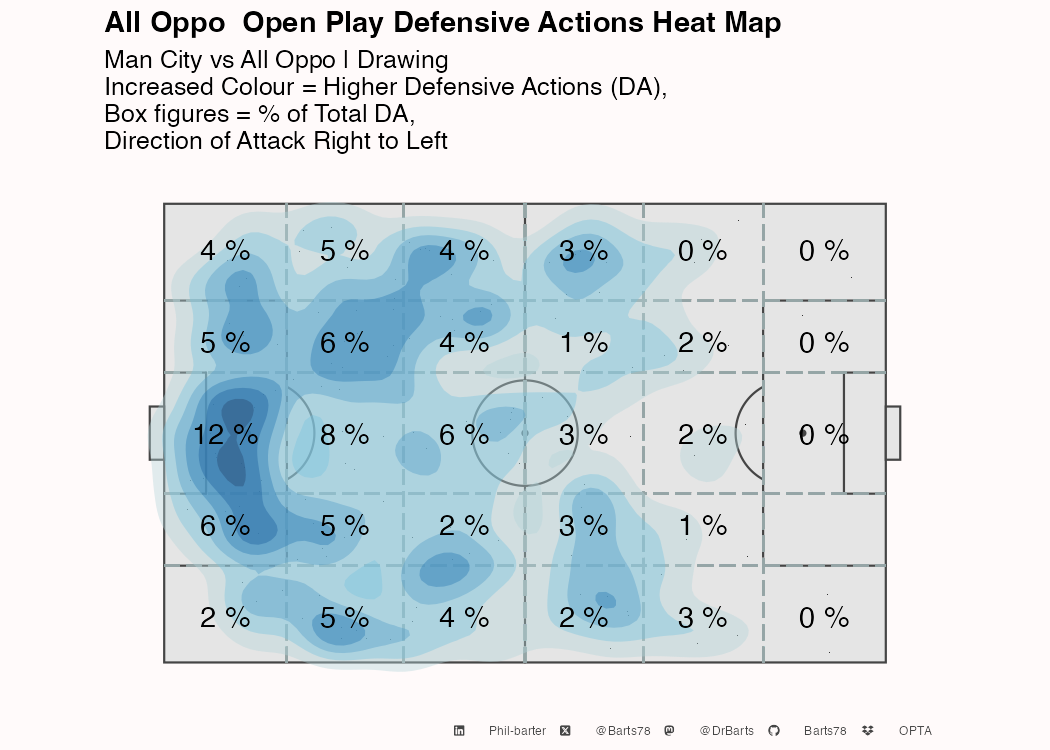 All Oppo  Open Play Defensive Actions Heat Map
Man City vs All Oppo | Drawing
Increased Colour = Higher Defensive Actions (DA),
Box figures = % of Total DA,
Direction of Attack Right to Left
4 % 5 % 4 % 3 % 0 % 0 %
5 % 6 % 4 % 1 % 2 % 0 %
12 % 8 % 6 % 3 % 2 % 0 %
6 % 5 % 2 % 3 % 1 %
2 % 5 % 4 % 2 % 3 % 0 %
Phil-barter @Barts78 @DrBarts Barts78 OPTA